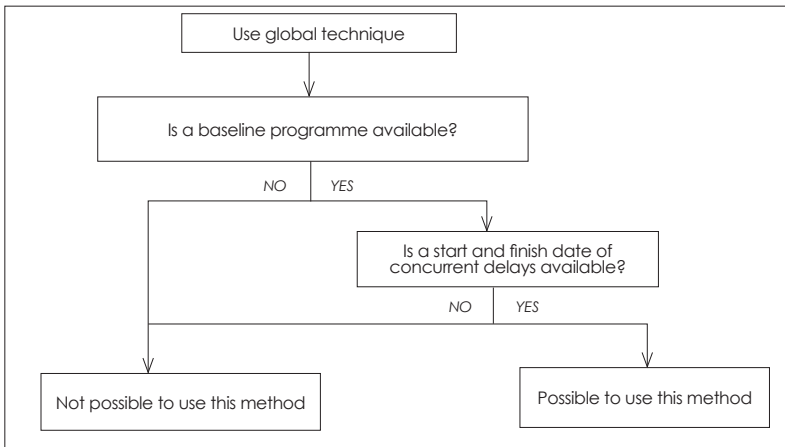 Use global technique
Is a baseline programme available?
NO YES
Is a start and finish date of
concurrent delays available?
NO YES
Not possible to use this method
Possible to use this method